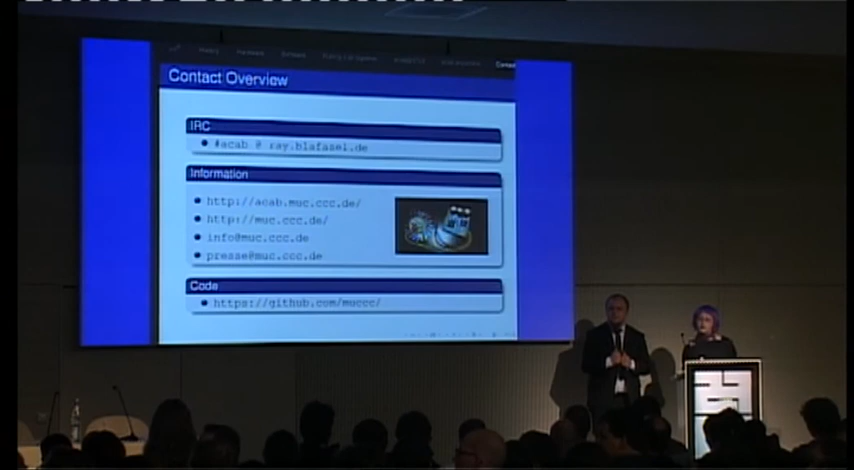 Contact Overview
IRC
#acab @ ray.blafasel.de
Information
http://acab.muc.ccc.de/
http://muc.ccc.de/
info@muc.ccc.de
presse@muc.ccc.de
Code
https://github.com/muccc/